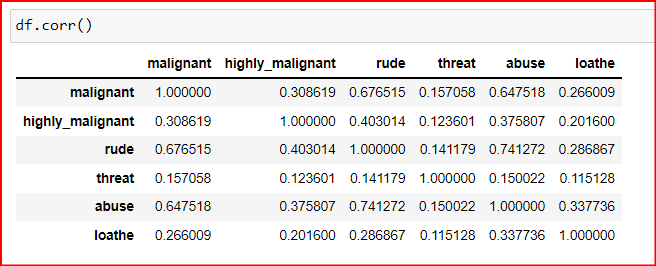 df.corr()
malignant highly_malignant rude threat abuse loathe
malignant 1.000000 0.308619 0.676515 0.157058 0.647518 0.266009
highly_malignant 0.308619 1.000000 0.403014 0.123601 0.375807 0.201600
rude 0.676515 0.403014 1.000000 0.141179 0.741272 0.286867
threat 0.157058 0.123601 0.141179 1.000000 0.150022 0.115128
abuse 0.647518 0.375807 0.741272 0.150022 1.000000 0.337736
loathe 0.266009 0.201600 0.286867 0.115128 0.337736 1.000000